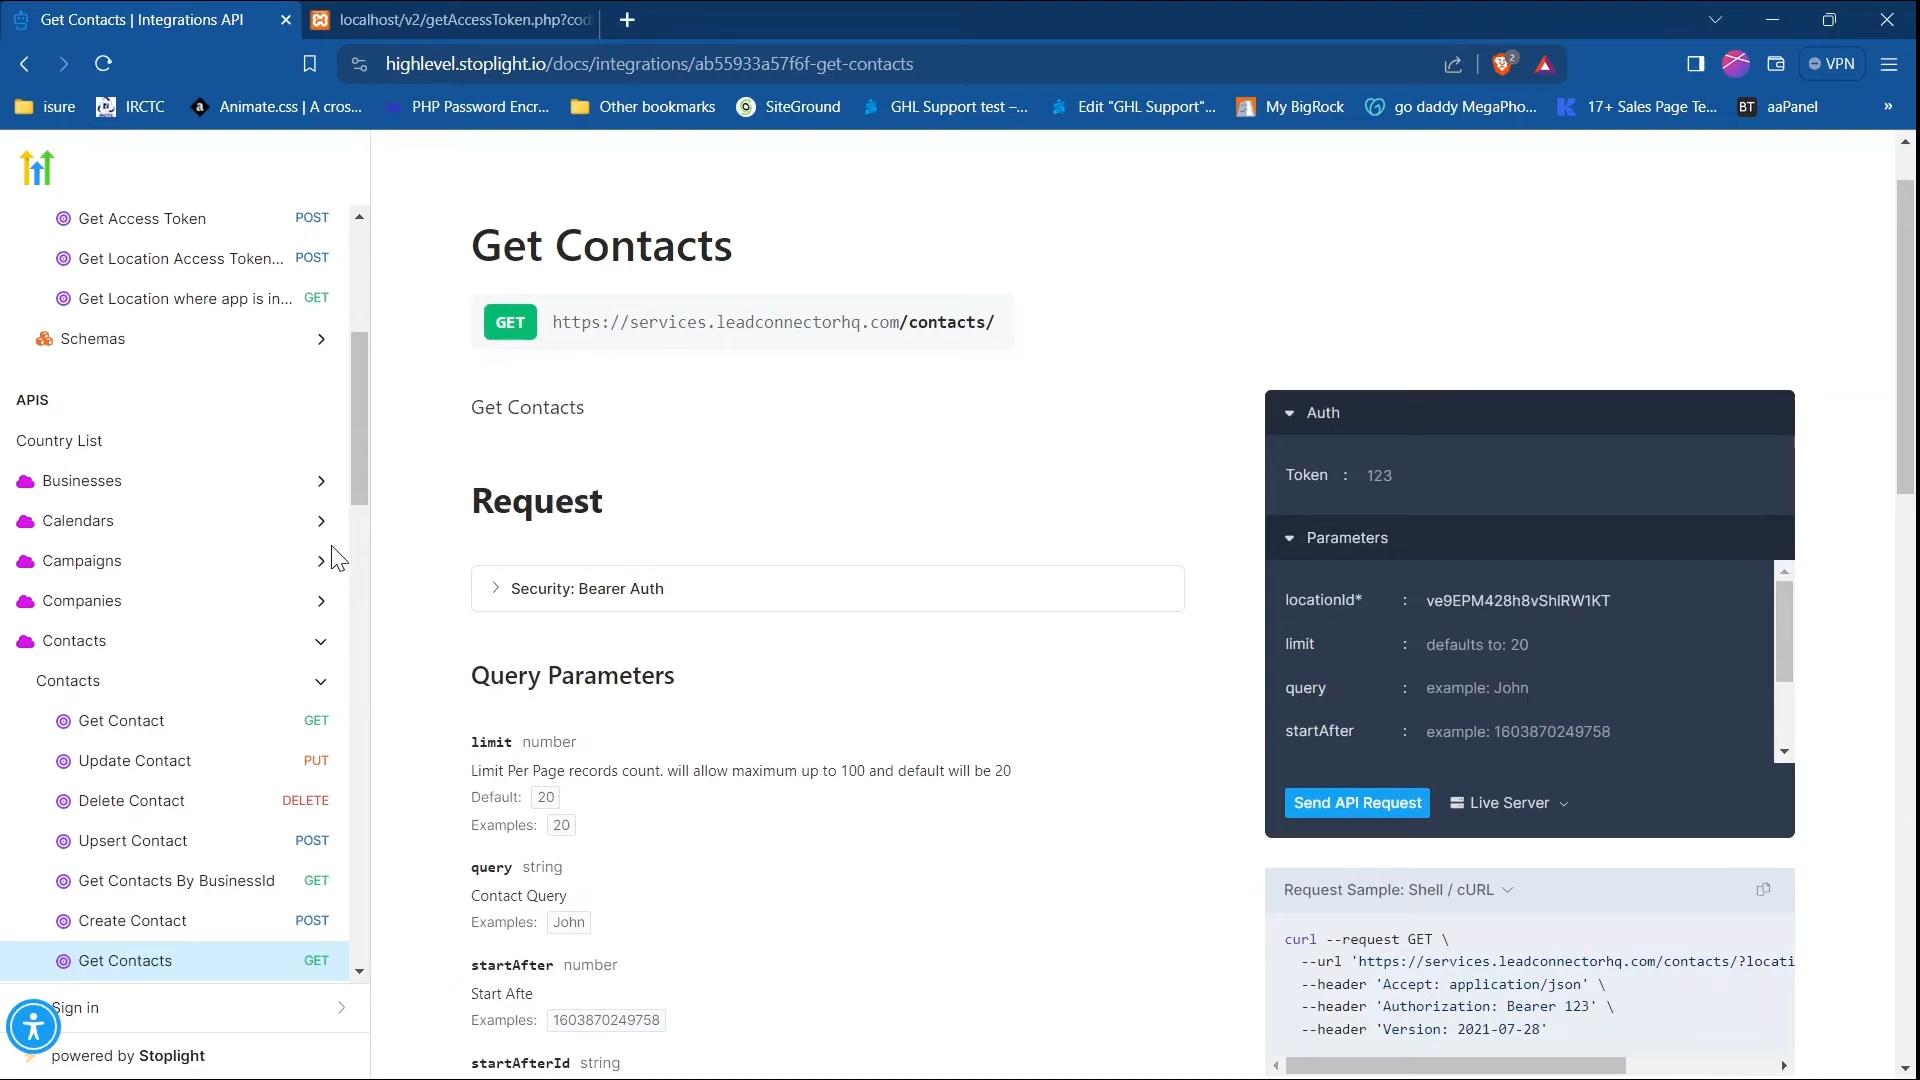 Get Contacts | Integrations API
localhost/v2/getAccessToken.php?cod
highlevel.stoplight.io/docs/integrations/ab55933a57f6f-get-contacts
2
VPN
isure
IRCTC
Animate.css | A cros...
PHP Password Encr...
Other bookmarks
SiteGround
GHL Support test –...
Edit "GHL Support"...
My BigRock
go daddy MegaPho...
17+ Sales Page Te...
BT
aaPanel
»
Get Access Token POST
Get Location Access Token... POST
Get Location where app is in... GET
Schemas
APIS
Country List
Businesses
Calendars
Campaigns
Companies
Contacts
Contacts
Get Contact GET
Update Contact PUT
Delete Contact DELETE
Upsert Contact POST
Get Contacts By BusinessId GET
Create Contact POST
Get Contacts GET
Sign in
powered by Stoplight
Get Contacts
GET https://services.leadconnectorhq.com/contacts/
Get Contacts
Request
Security: Bearer Auth
Query Parameters
limit number
Limit Per Page records count. will allow maximum up to 100 and default will be 20
Default: 20
Examples: 20
query string
Contact Query
Examples: John
startAfter number
Start Afte
Examples: 1603870249758
startAfterId string
Auth
Token : 123
Parameters
locationId* : ve9EPM428h8vShlRW1KT
limit : defaults to: 20
query : example: John
startAfter : example: 1603870249758
Send API Request Live Server
Request Sample: Shell / cURL
curl --request GET \
--url 'https://services.leadconnectorhq.com/contacts/?locati
--header 'Accept: application/json' \
--header 'Authorization: Bearer 123' \
--header 'Version: 2021-07-28'